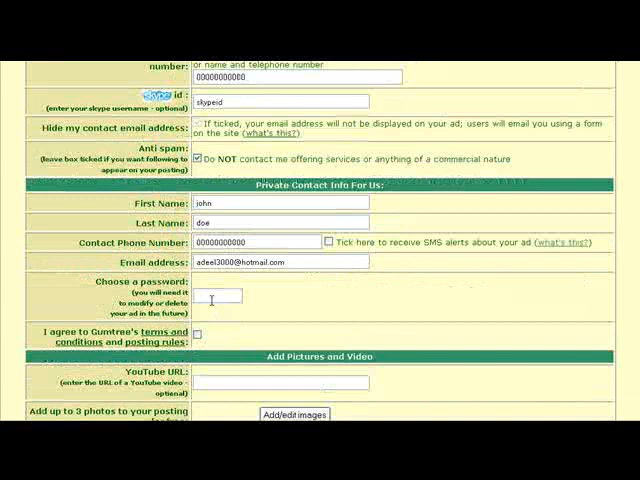 number:
or name and telephone number
00000000000
skype id :
(enter your skype username - optional)
skypeid
Hide my contact email address:
If ticked, your email address will not be displayed on your ad; users will email you using a form
on the site (what's this?)
Anti spam:
(leave box ticked if you want following to
appear on your posting)
Do NOT contact me offering services or anything of a commercial nature
Private Contact Info For Us:
First Name:
john
Last Name:
doe
Contact Phone Number:
00000000000
Tick here to receive SMS alerts about your ad (what's this?)
Email address:
adeel3000@hotmail.com
Choose a password:
(you will need it
to modify or delete
your ad in the future)
I agree to Gumtree's terms and
conditions and posting rules:
Add Pictures and Video
YouTube URL:
(enter the URL of a YouTube video -
optional)
Add up to 3 photos to your posting
Add/edit images